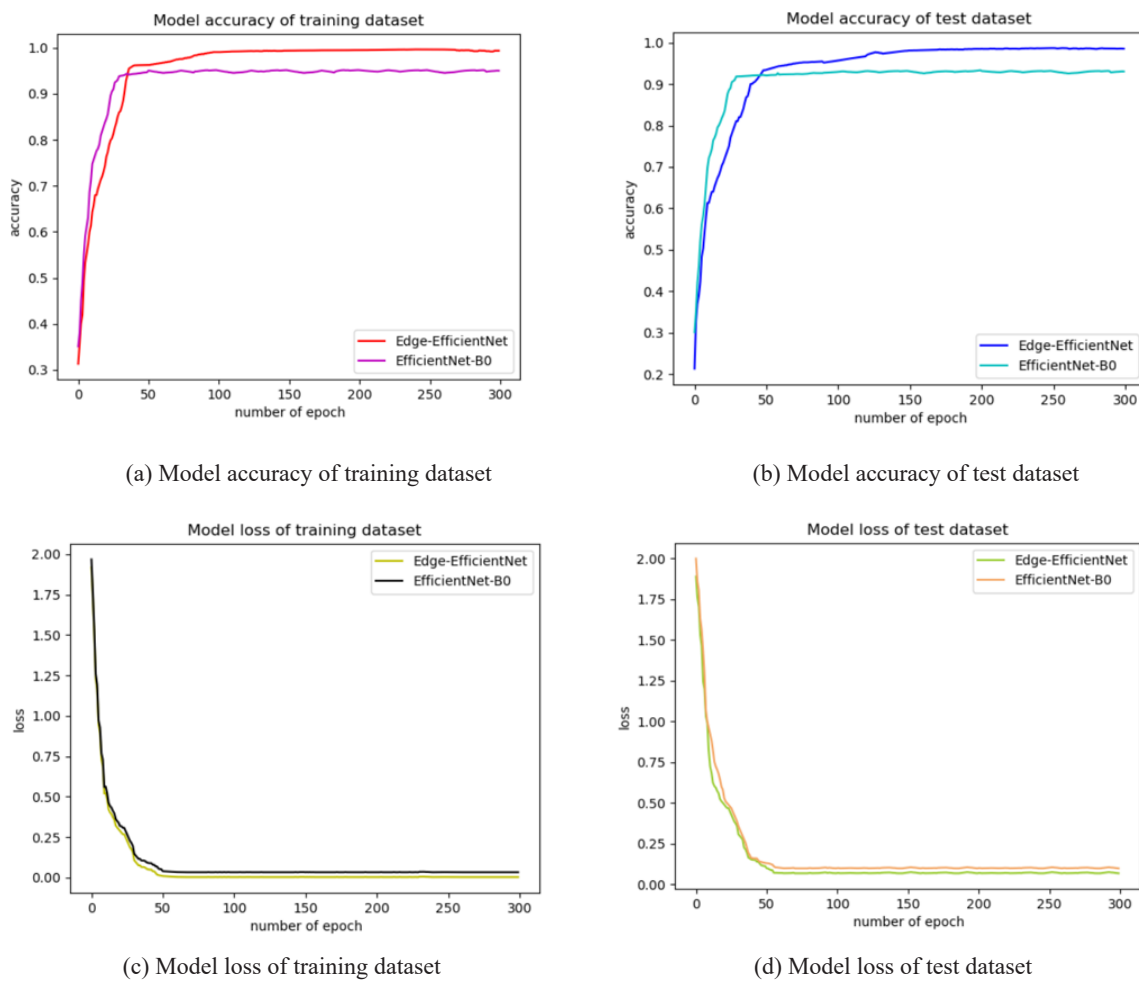 Model accuracy of training dataset
1.0
0.9
0.8
0.7
0.6
0.5
0.4
0.3
accuracy
Edge-EfficientNet
EfficientNet-B0
0 50 100 150 200 250 300
number of epoch
(a) Model accuracy of training dataset
Model accuracy of test dataset
1.0
0.9
0.8
0.7
0.6
0.5
0.4
0.3
0.2
accuracy
Edge-EfficientNet
EfficientNet-B0
0 50 100 150 200 250 300
number of epoch
(b) Model accuracy of test dataset
Model loss of training dataset
2.00
1.75
1.50
1.25
1.00
0.75
0.50
0.25
0.00
loss
Edge-EfficientNet
EfficientNet-B0
0 50 100 150 200 250 300
number of epoch
(c) Model loss of training dataset
Model loss of test dataset
2.00
1.75
1.50
1.25
1.00
0.75
0.50
0.25
0.00
loss
Edge-EfficientNet
EfficientNet-B0
0 50 100 150 200 250 300
number of epoch
(d) Model loss of test dataset